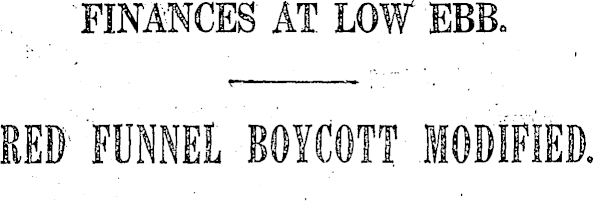 FINANCES AT LOW EBB.
RED FUNNEL BOYCOTT MODIFIED.